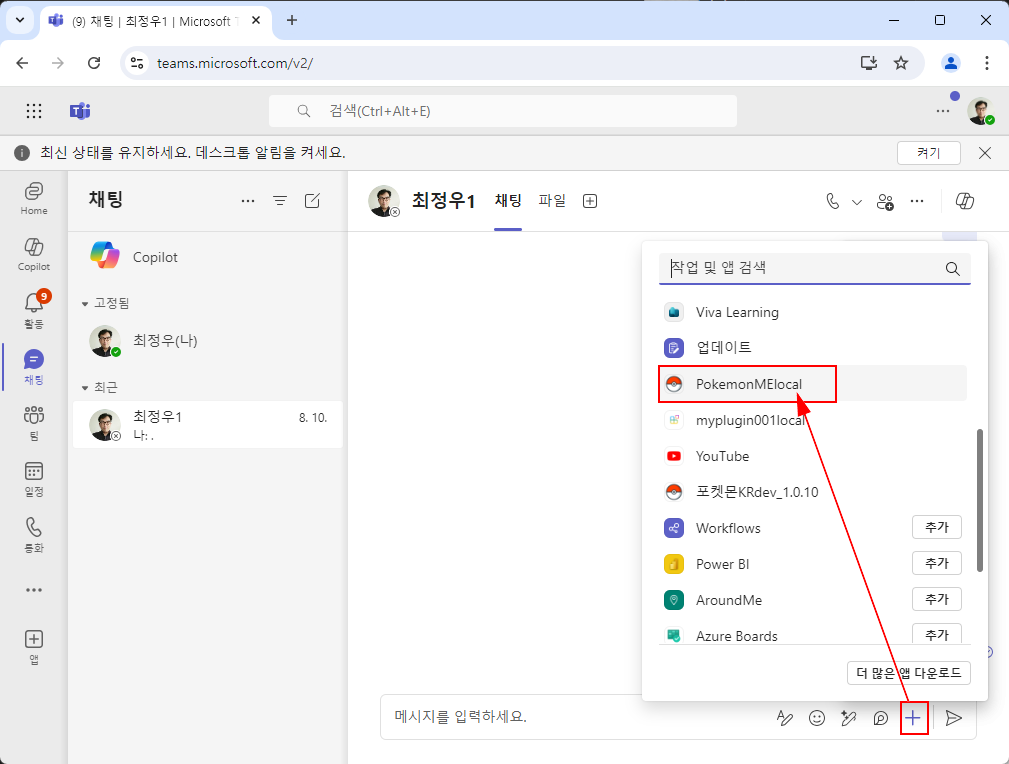 (9) 채팅 | 최정우1 | Microsoft T
teams.microsoft.com/v2/
검색(Ctrl+Alt+E)
최신 상태를 유지하세요. 데스크톱 알림을 켜세요.
켜기
Home
Copilot
9
활동
채팅
팀
일정
통화
앱
채팅
Copilot
고정됨
최정우(나)
최근
최정우1
8. 10.
나: .
최정우1
채팅
파일
작업 및 앱 검색
Viva Learning
업데이트
PokemonMElocal
myplugin001local
YouTube
포켓몬KRdev_1.0.10
Workflows
추가
Power BI
추가
AroundMe
추가
Azure Boards
추가
더 많은 앱 다운로드
메시지를 입력하세요.